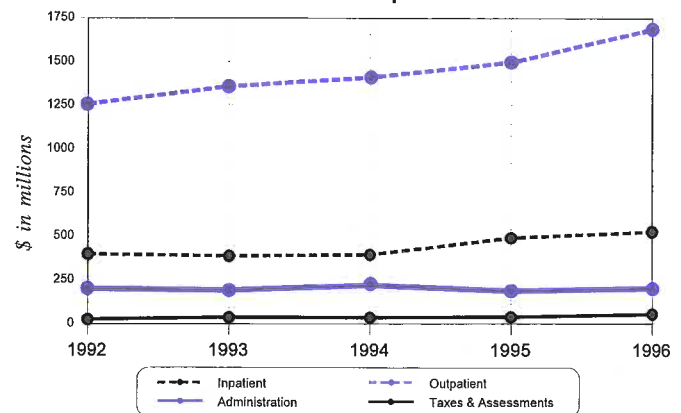 1750
1500
1250
1000
750
500
250
0
$ in millions
1992 1993 1994 1995 1996
Inpatient Outpatient
Administration Taxes & Assessments